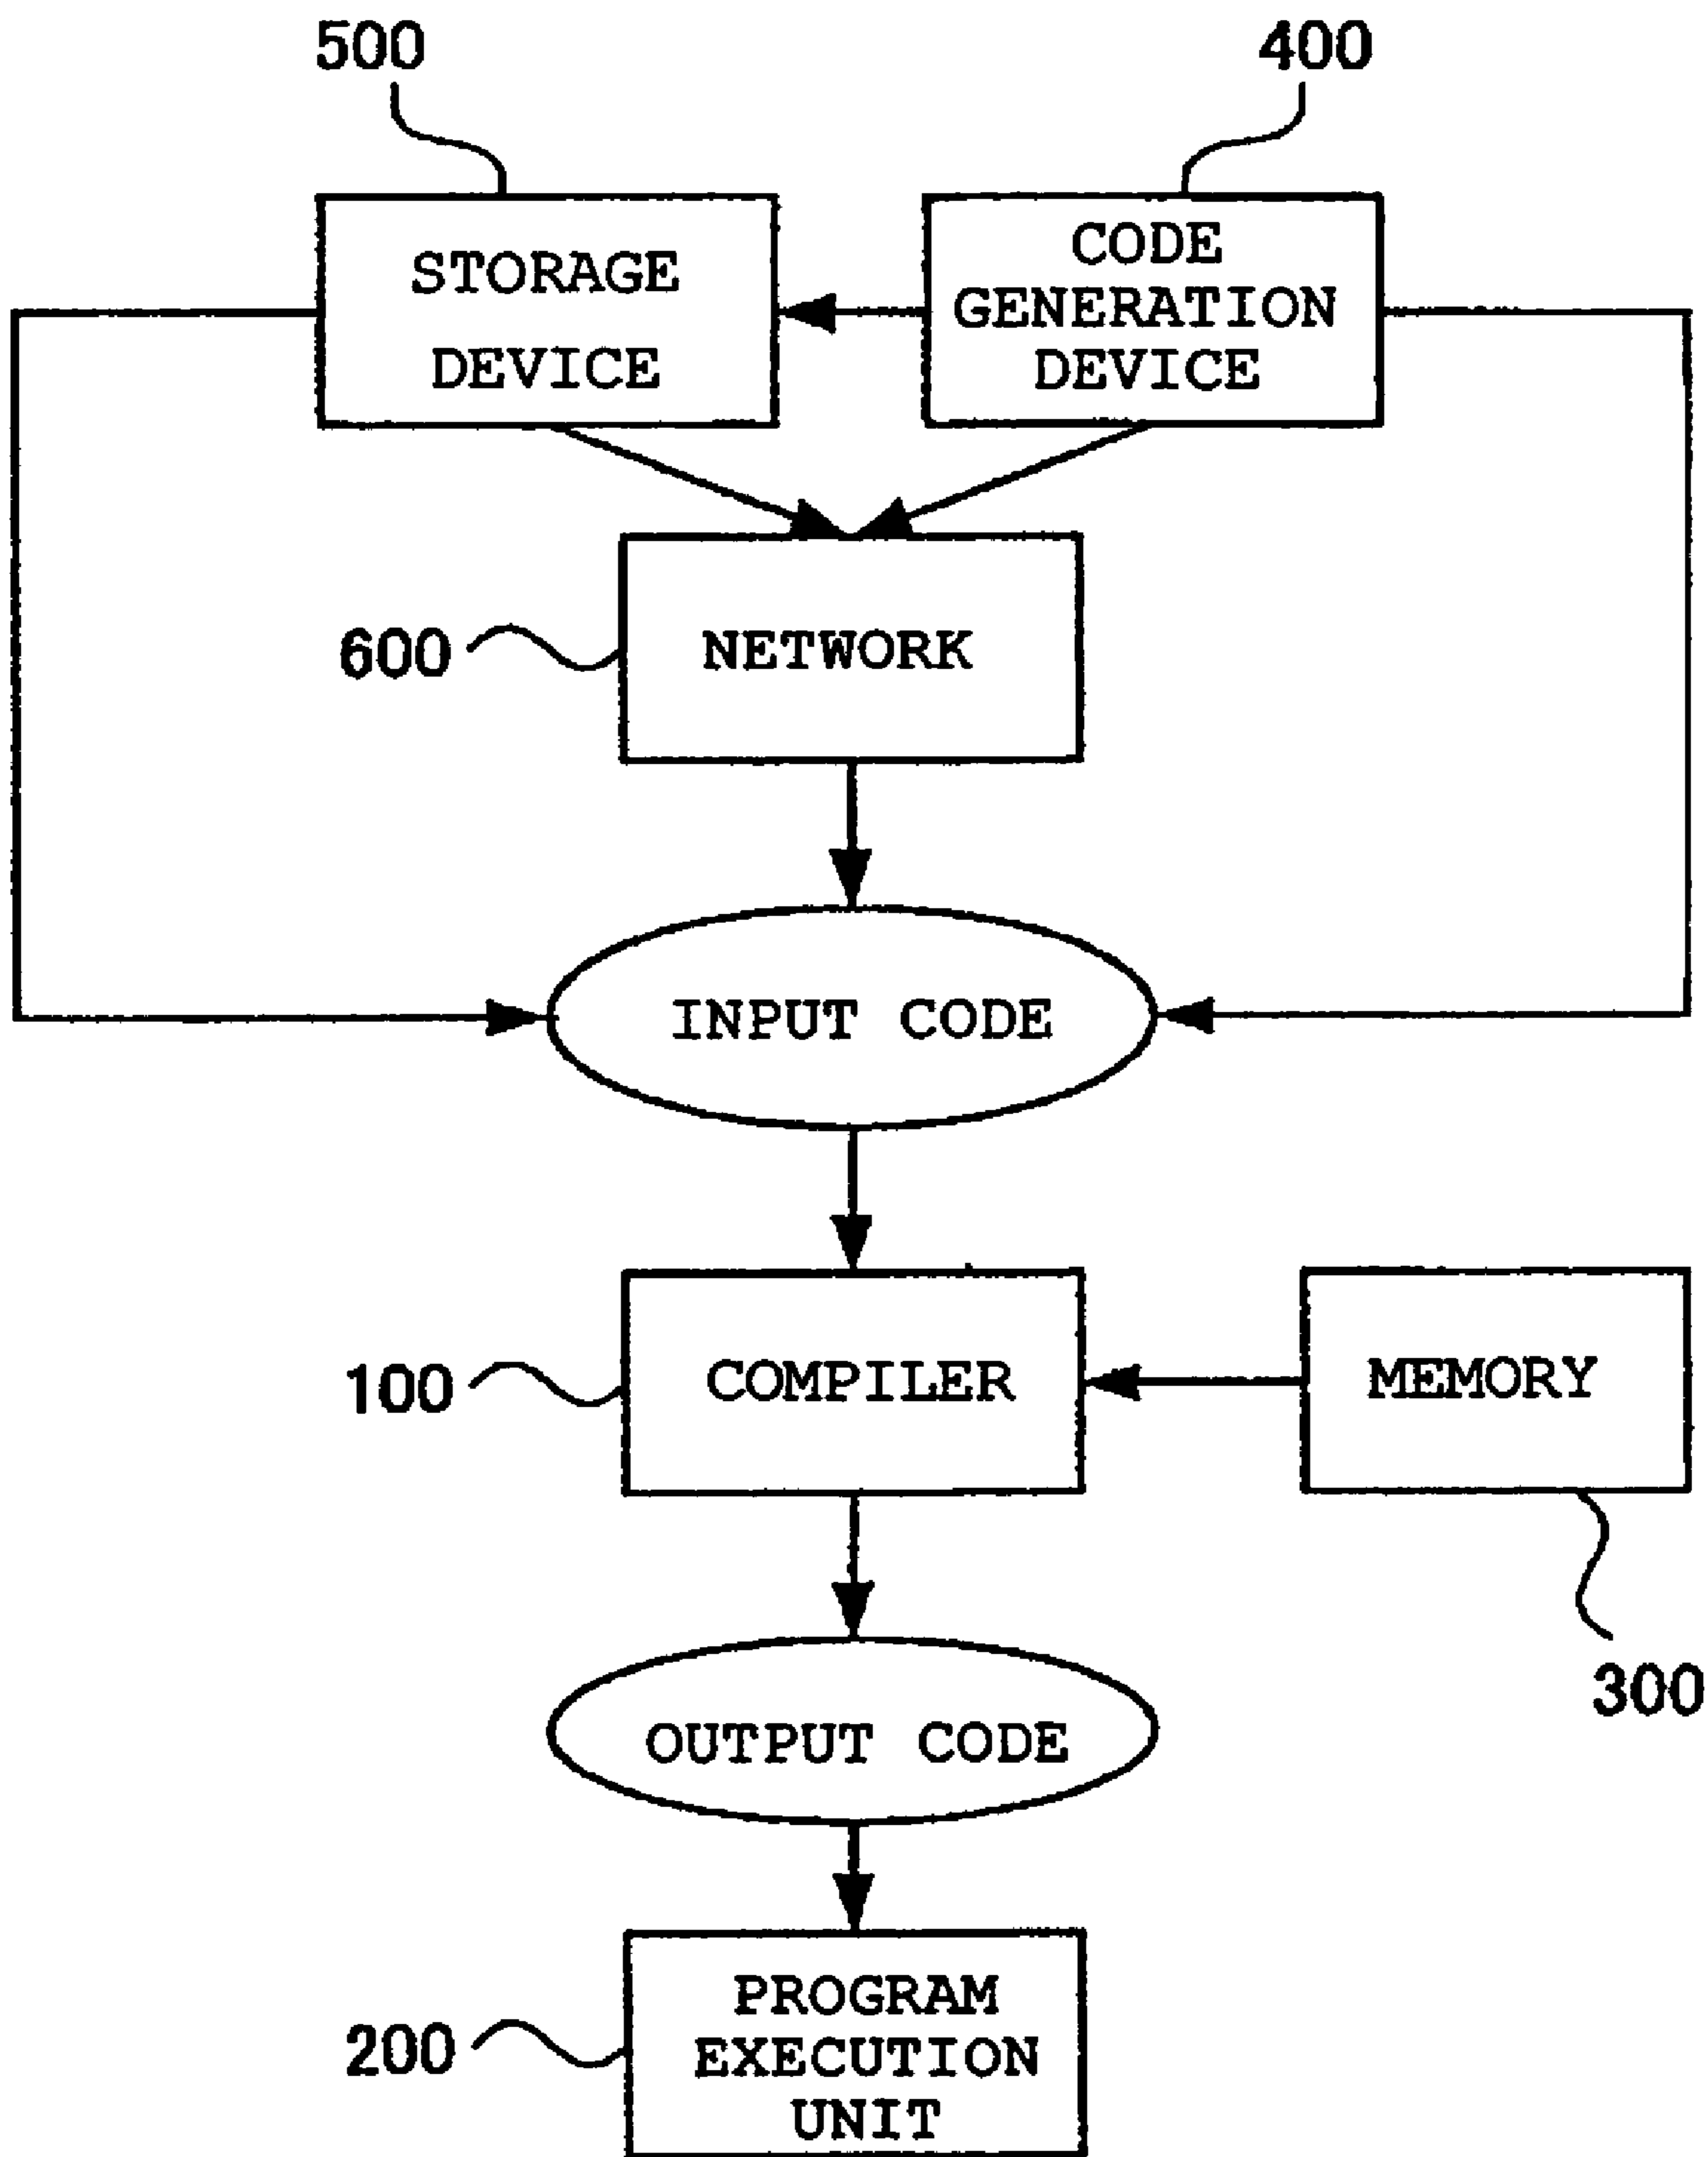 500
400
STORAGE
DEVICE
CODE
GENERATION
DEVICE
600
NETWORK
INPUT CODE
100
COMPILER
MEMORY
300
OUTPUT CODE
200
PROGRAM
EXECUTION
UNIT